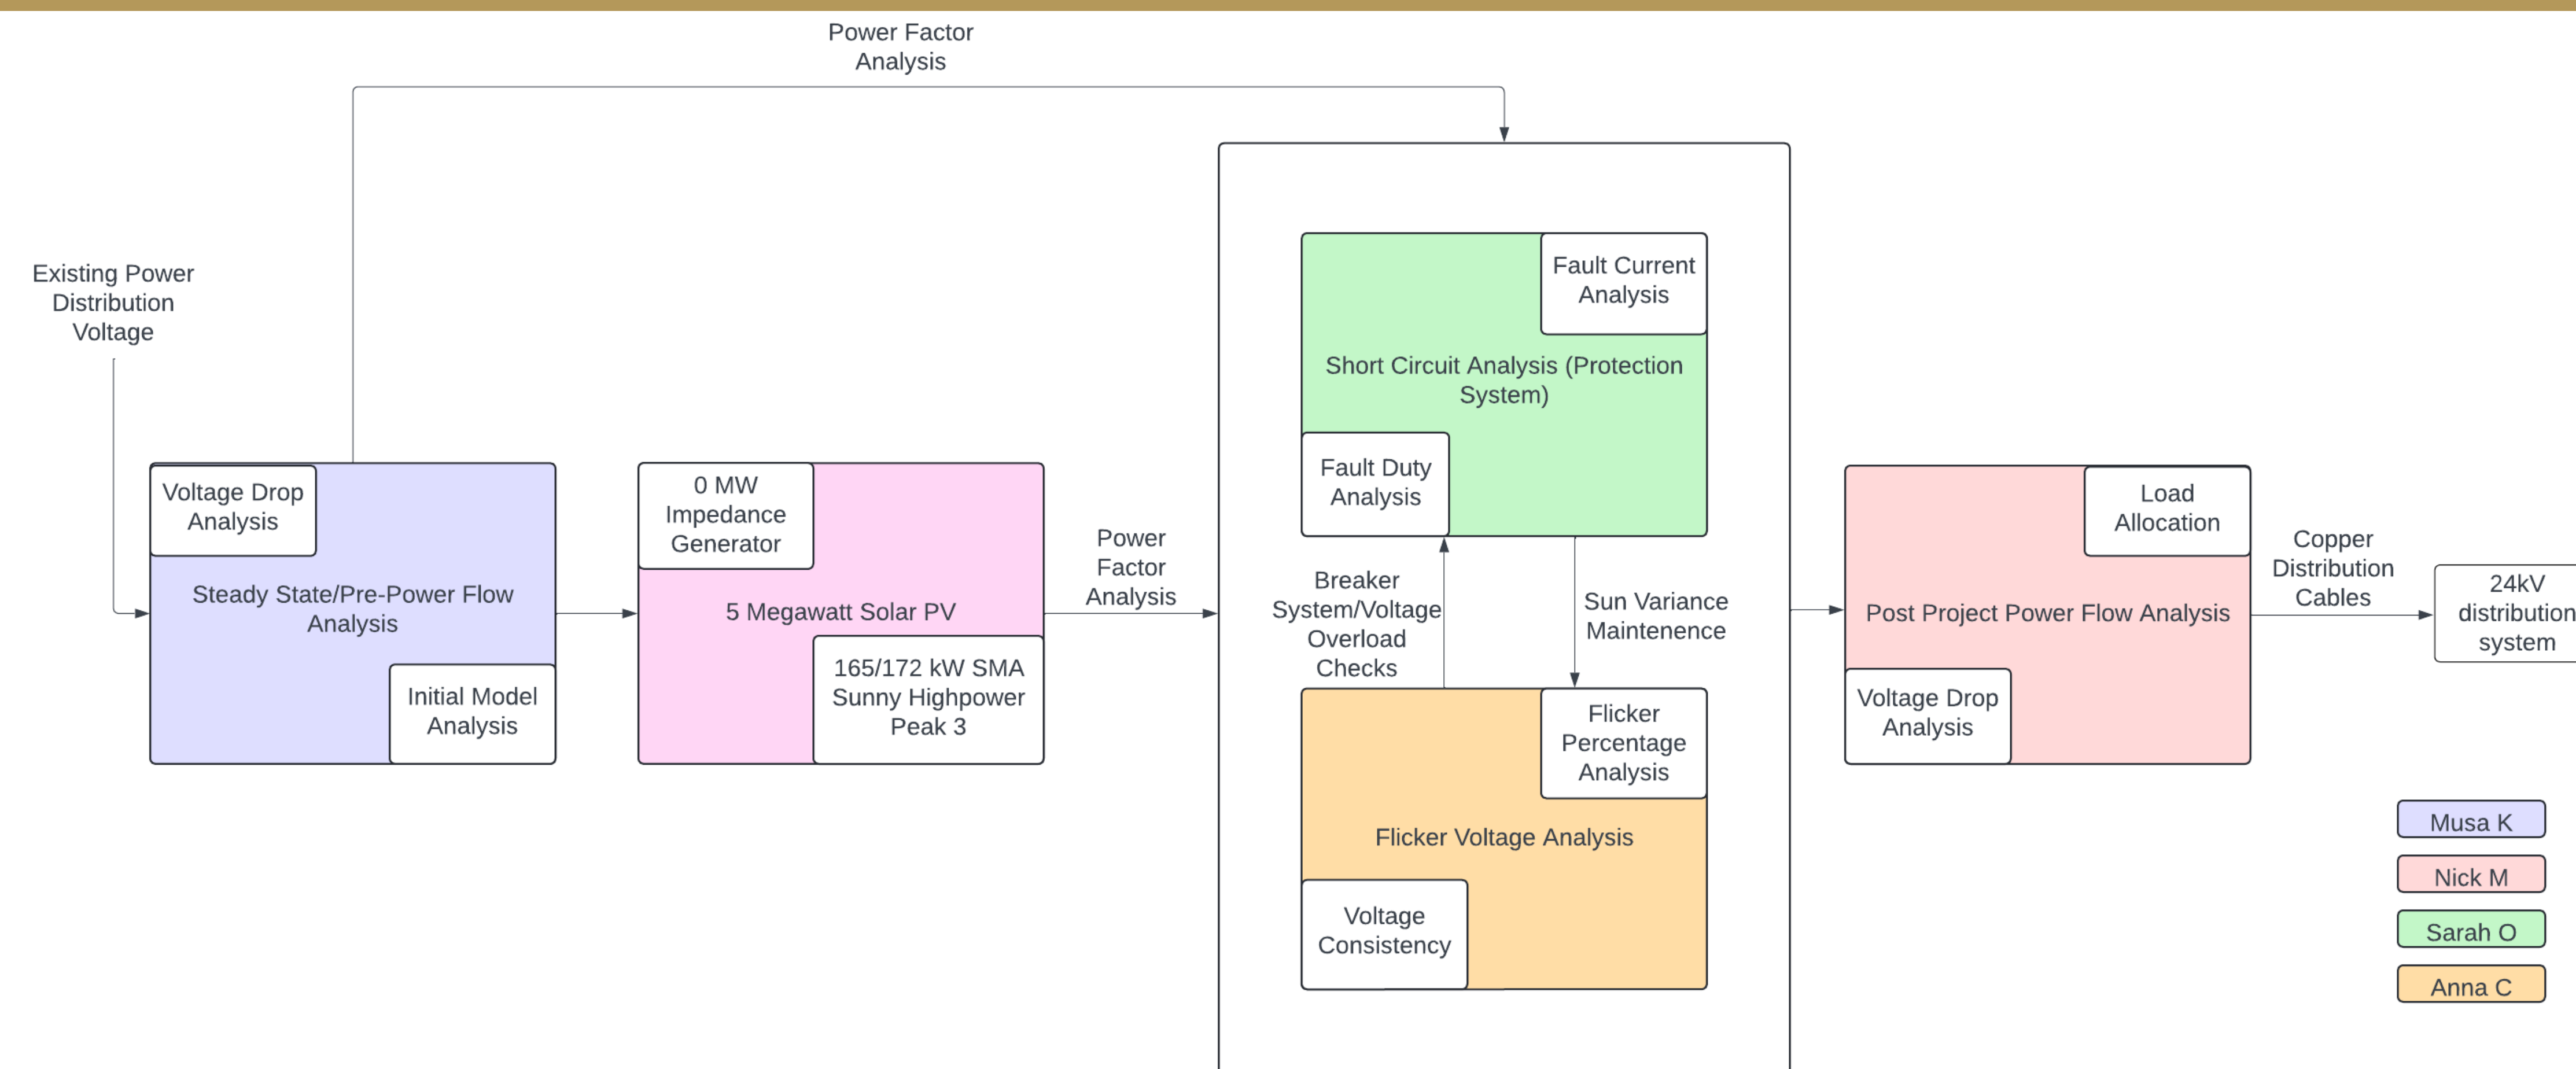 Power Factor
Analysis
Existing Power
Distribution
Voltage
Voltage Drop
Analysis
Steady State/Pre-Power Flow
Analysis
Initial Model
Analysis
0 MW
Impedance
Generator
5 Megawatt Solar PV
165/172 kW SMA
Sunny Highpower
Peak 3
Power
Factor
Analysis
Fault Current
Analysis
Short Circuit Analysis (Protection
System)
Fault Duty
Analysis
Breaker
System/Voltage
Overload
Checks
Sun Variance
Maintenence
Flicker
Percentage
Analysis
Flicker Voltage Analysis
Voltage
Consistency
Load
Allocation
Post Project Power Flow Analysis
Voltage Drop
Analysis
Copper
Distribution
Cables
24kV
distribution
system
Musa K
Nick M
Sarah O
Anna C